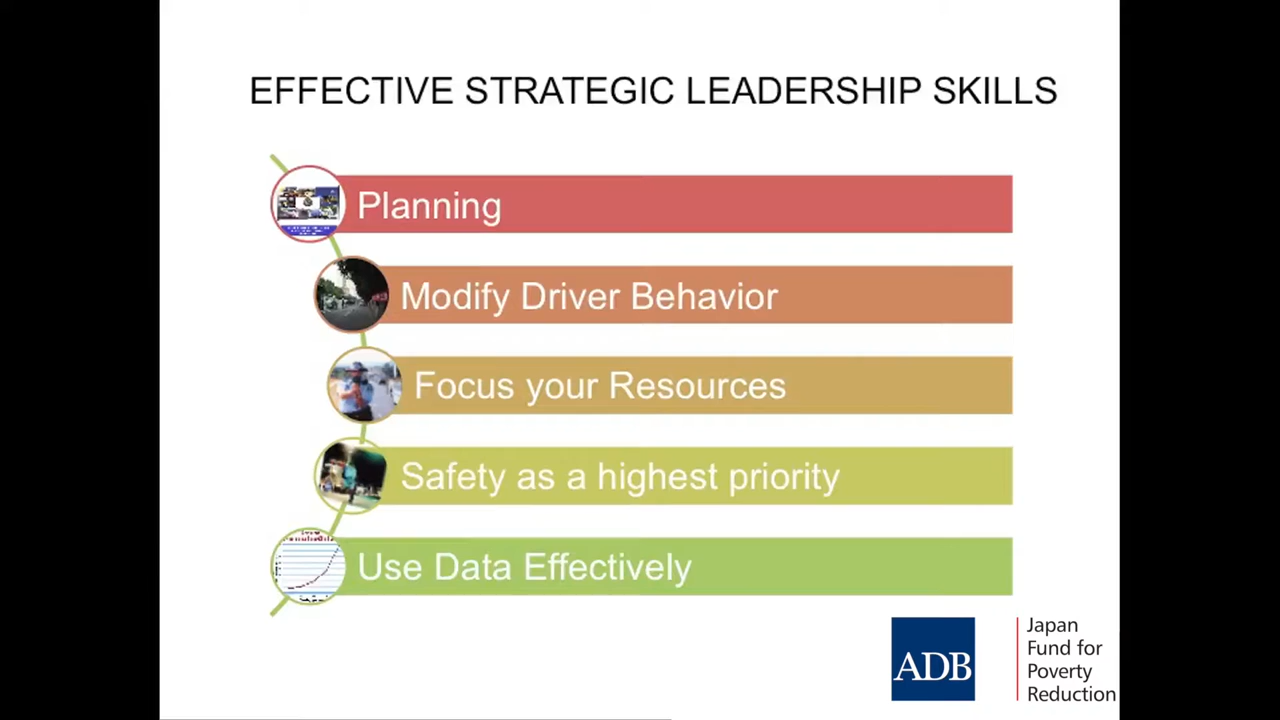 EFFECTIVE STRATEGIC LEADERSHIP SKILLS
Planning
Modify Driver Behavior
Focus your Resources
Safety as a highest priority
Use Data Effectively
ADB
Japan
Fund for
Poverty
Reduction